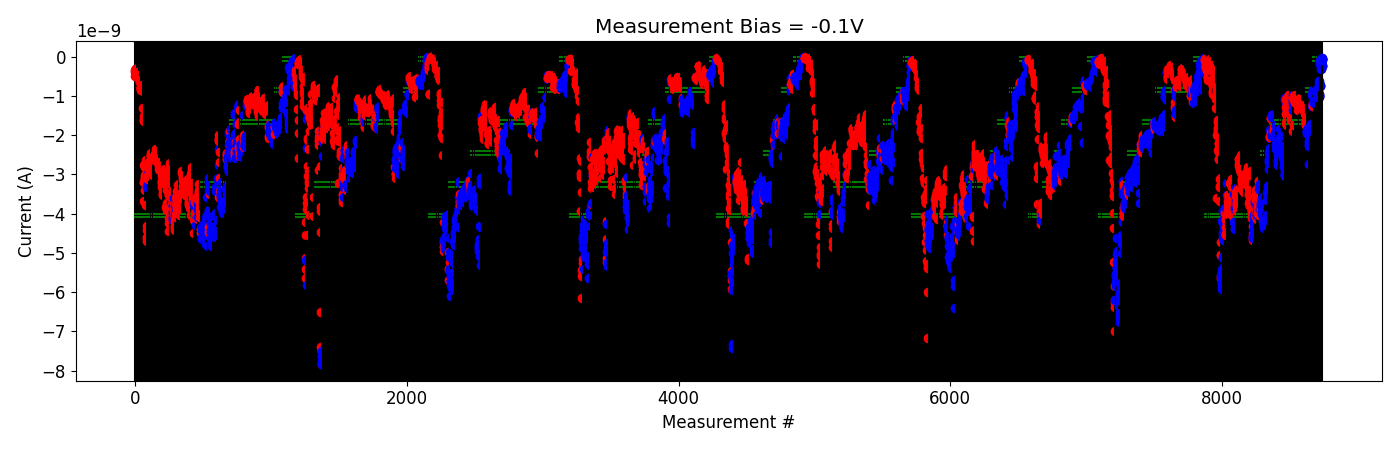 Measurement Bias = -0.1V
1e−9
0
−1
−2
−3
−4
−5
−6
−7
−8
Current (A)
0 2000 4000 6000 8000
Measurement #